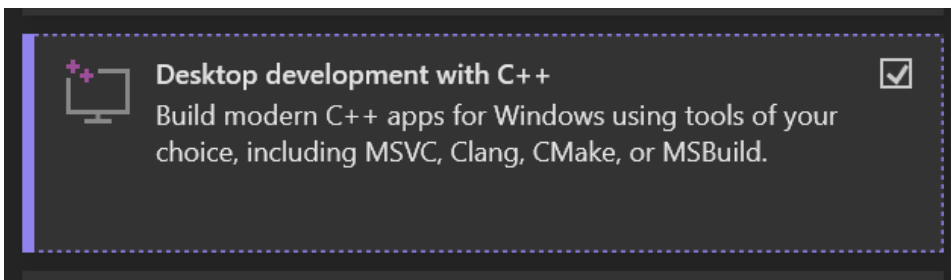 Desktop development with C++
Build modern C++ apps for Windows using tools of your
choice, including MSVC, Clang, CMake, or MSBuild.